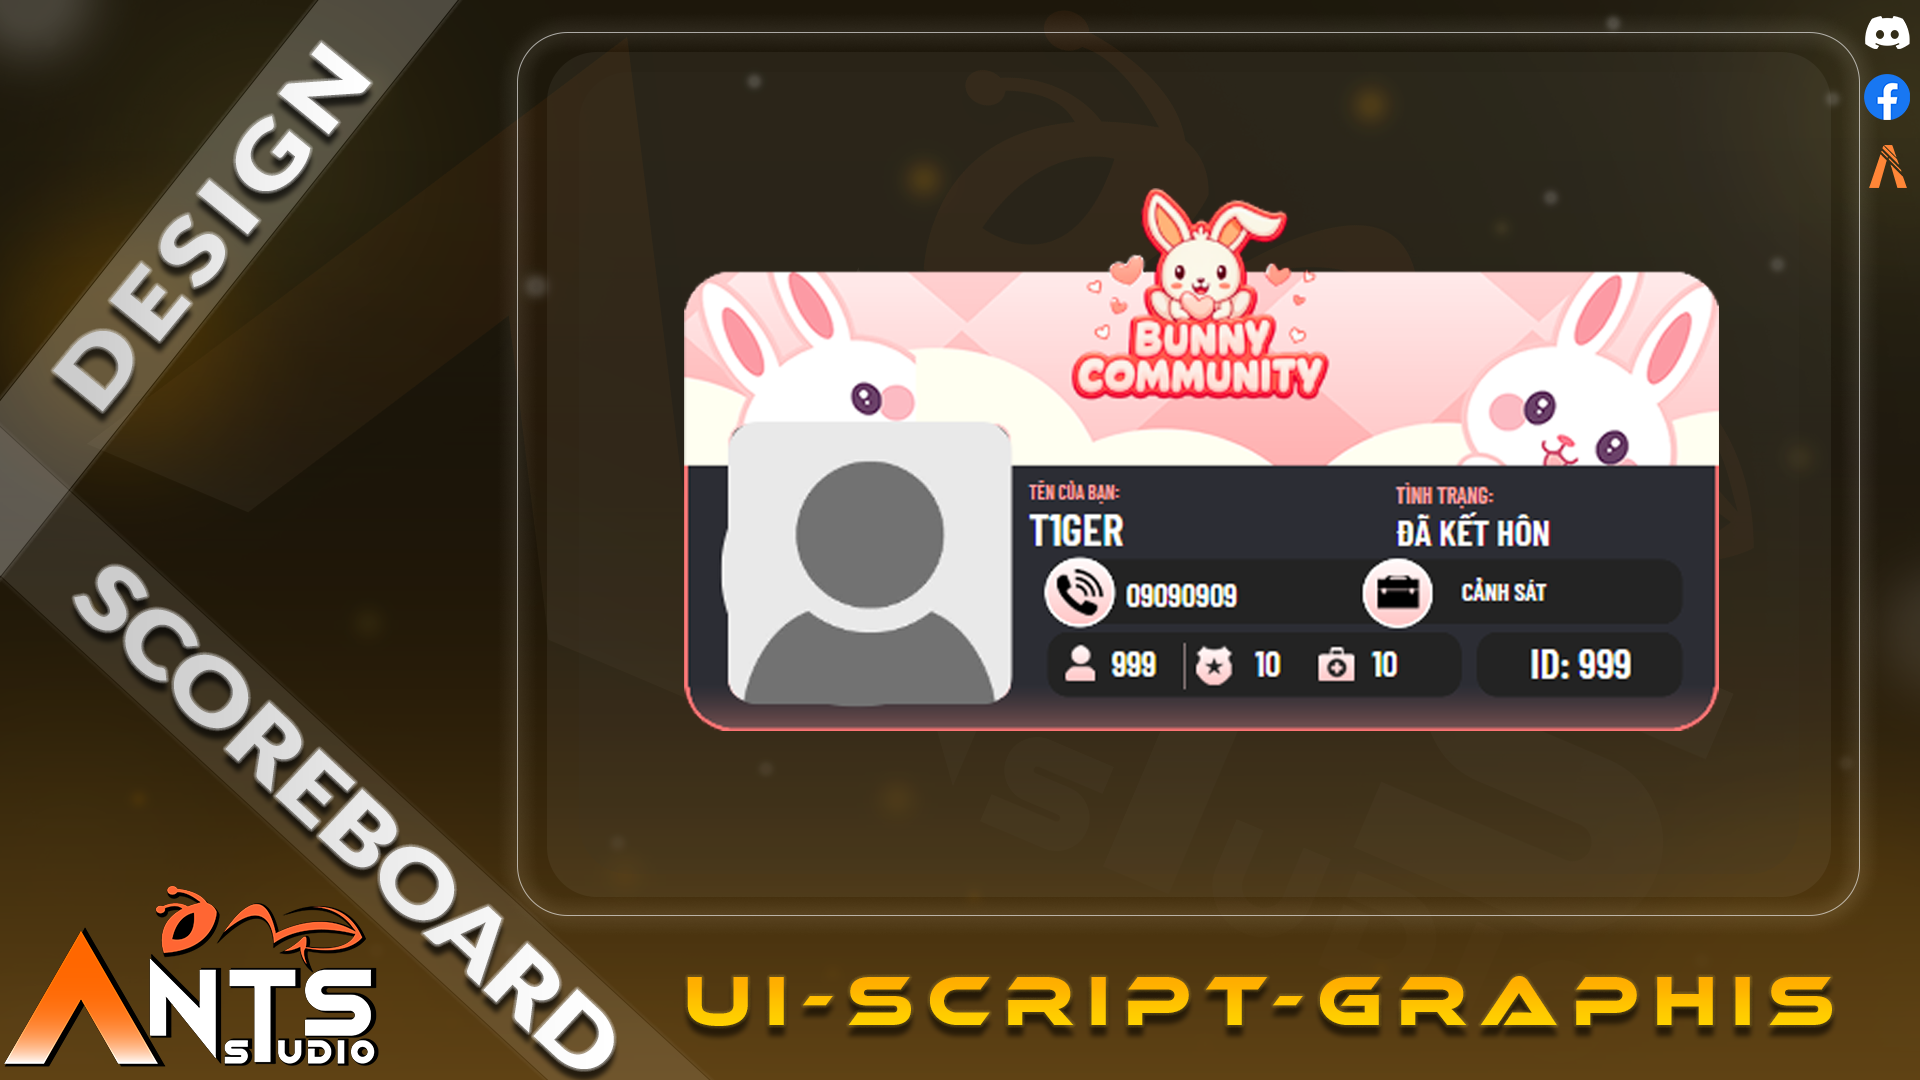 DESIGN
SCOREBOARD
BUNNY
COMMUNITY
TÊN CỦA BẠN:
T1GER
TÌNH TRẠNG:
ĐÃ KẾT HÔN
09090909
CẢNH SÁT
999
10
10
ID: 999
ANTS
STUDIO
UI-SCRIPT-GRAPHIS